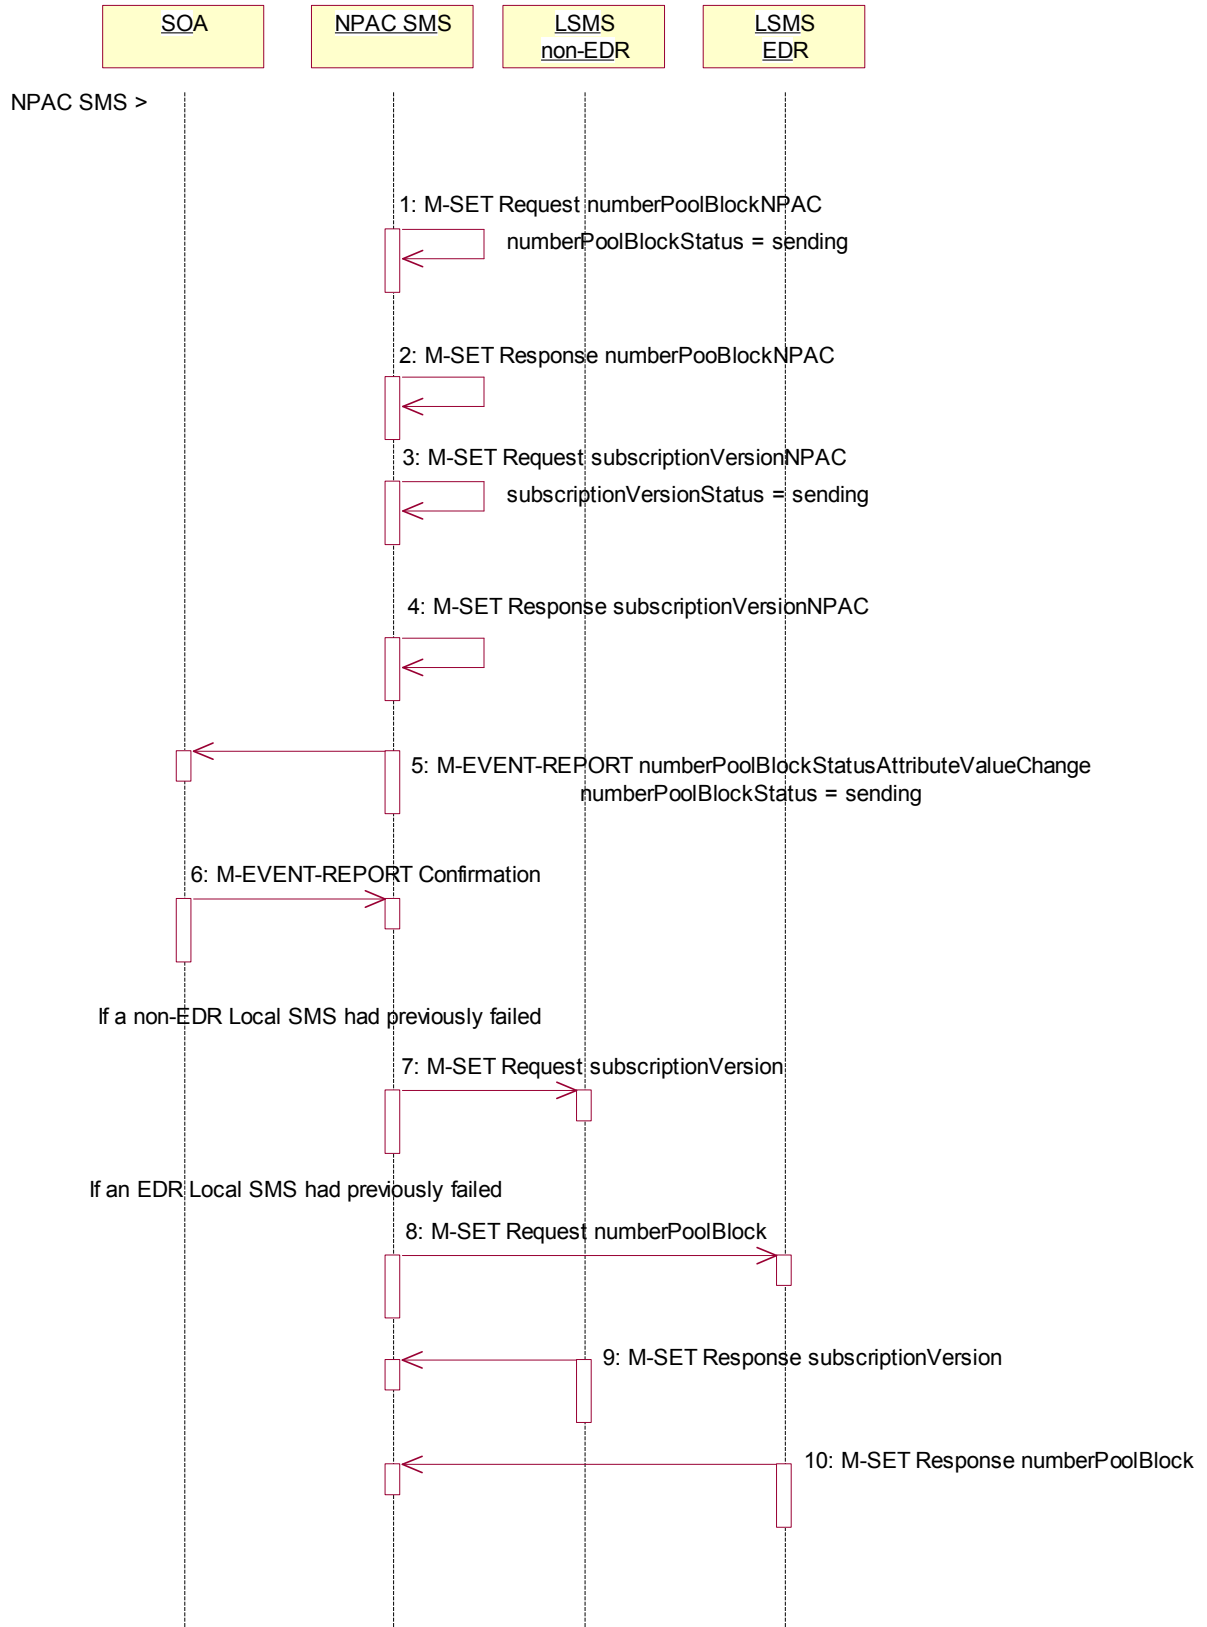 SOA
NPAC SMS
LSMS
non-EDR
LSMS
EDR
NPAC SMS >
1: M-SET Request numberPoolBlockNPAC
numberPoolBlockStatus = sending
2: M-SET Response numberPooBlockNPAC
3: M-SET Request subscriptionVersionNPAC
subscriptionVersionStatus = sending
4: M-SET Response subscriptionVersionNPAC
5: M-EVENT-REPORT numberPoolBlockStatusAttributeValueChange
numberPoolBlockStatus = sending
6: M-EVENT-REPORT Confirmation
If a non-EDR Local SMS had previously failed
7: M-SET Request subscriptionVersion
If an EDR Local SMS had previously failed
8: M-SET Request numberPoolBlock
9: M-SET Response subscriptionVersion
10: M-SET Response numberPoolBlock